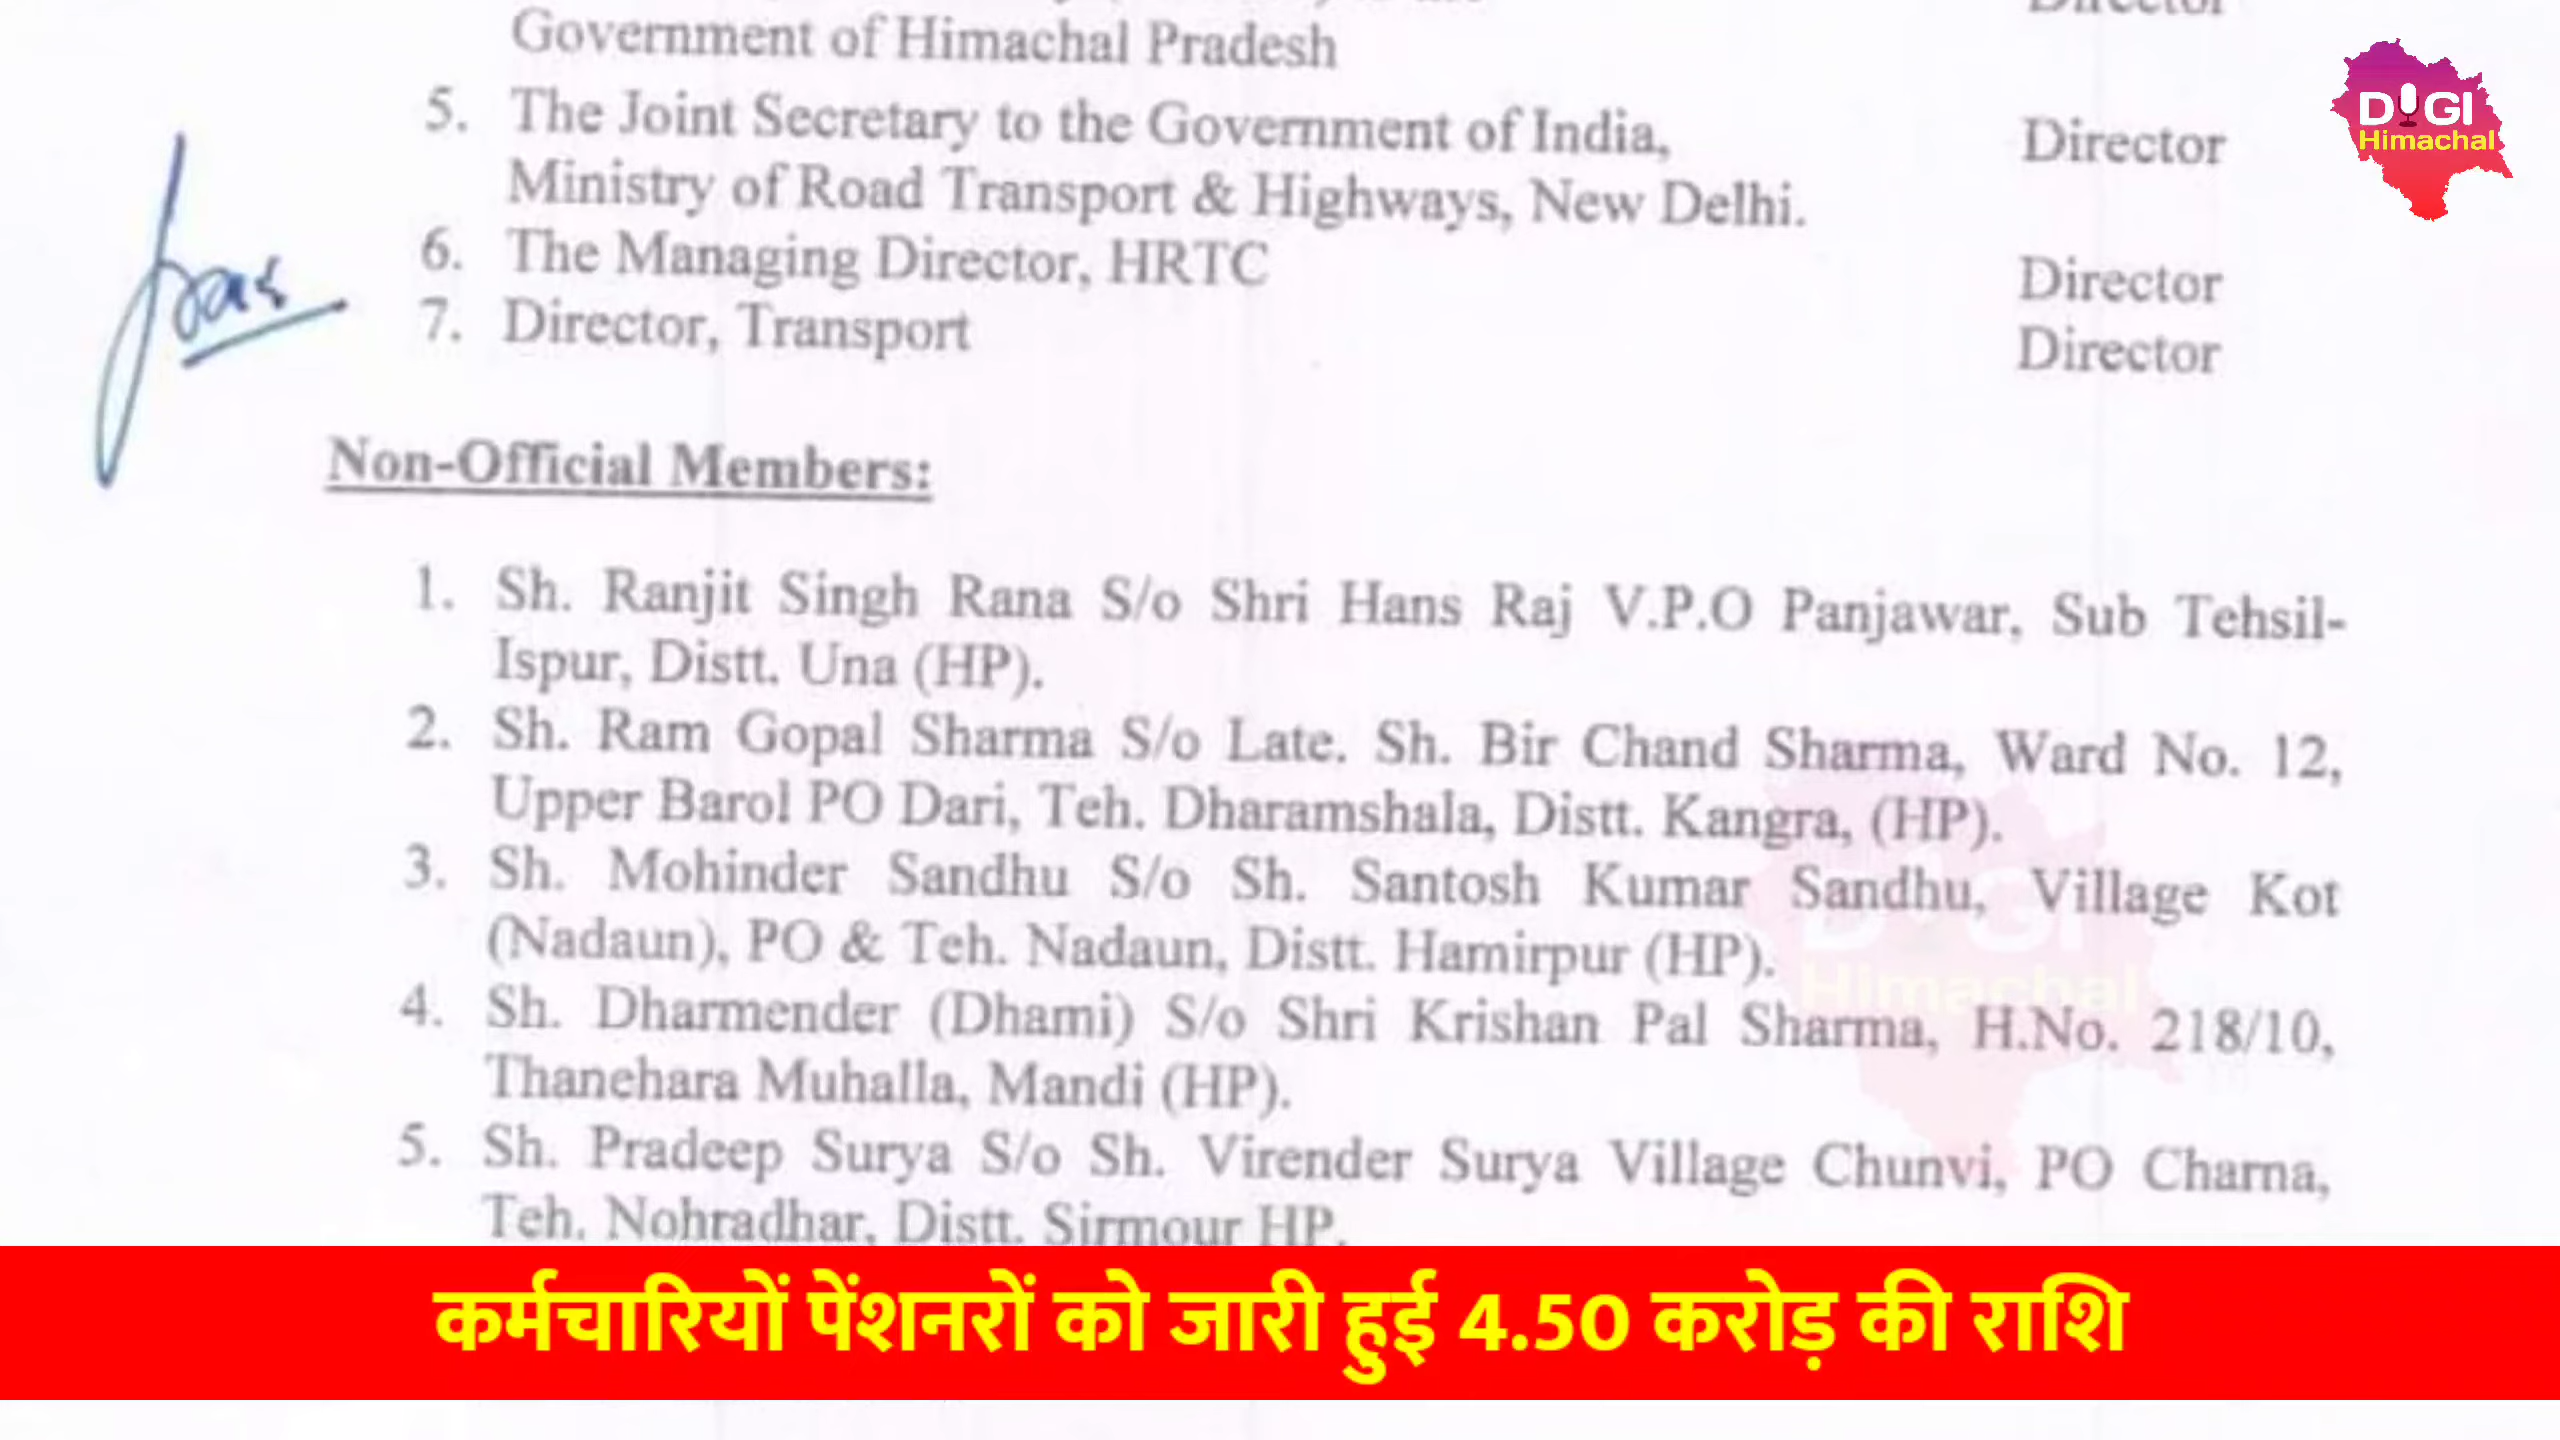 Director
Government of Himachal Pradesh
5. The Joint Secretary to the Government of India, Director
Ministry of Road Transport & Highways, New Delhi.
6. The Managing Director, HRTC Director
7. Director, Transport Director
Non-Official Members:
1. Sh. Ranjit Singh Rana S/o Shri Hans Raj V.P.O Panjawar, Sub Tehsil-
Ispur, Distt. Una (HP).
2. Sh. Ram Gopal Sharma S/o Late. Sh. Bir Chand Sharma, Ward No. 12,
Upper Barol PO Dari, Teh. Dharamshala, Distt. Kangra, (HP).
3. Sh. Mohinder Sandhu S/o Sh. Santosh Kumar Sandhu, Village Kot
(Nadaun), PO & Teh. Nadaun, Distt. Hamirpur (HP).
4. Sh. Dharmender (Dhami) S/o Shri Krishan Pal Sharma, H.No. 218/10,
Thanehara Muhalla, Mandi (HP).
5. Sh. Pradeep Surya S/o Sh. Virender Surya Village Chunvi, PO Charna,
Teh. Nohradhar, Distt. Sirmour HP.
DIGI
Himachal
DIGI
Himachal
कर्मचारियों पेंशनरों को जारी हुई 4.50 करोड़ की राशि